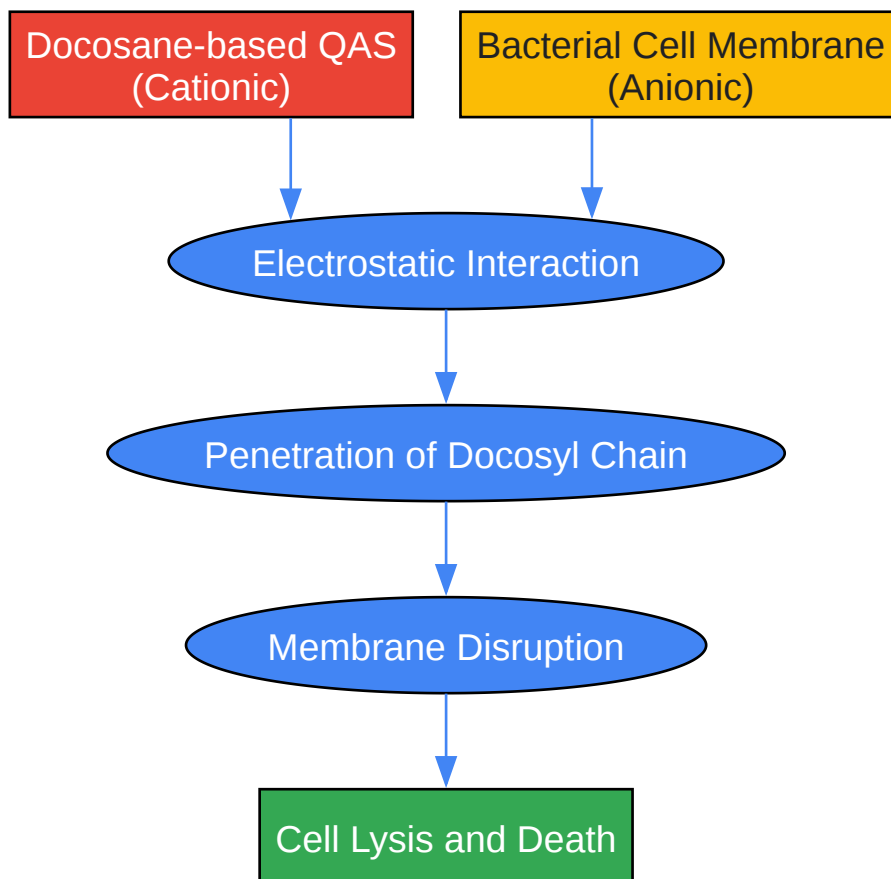 Docosane-based QAS
(Cationic)
Bacterial Cell Membrane
(Anionic)
Electrostatic Interaction
Penetration of Docosyl Chain
Membrane Disruption
Cell Lysis and Death